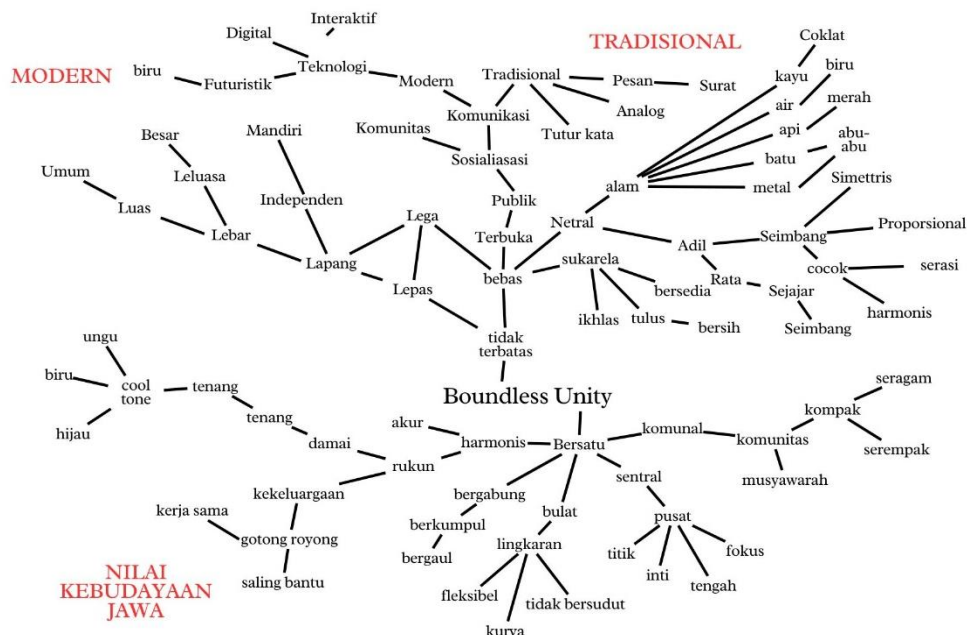 Interaktif
Digital
TRADISIONAL
Coklat
MODERN
biru
Futuristik
Teknologi
Modern
Tradisional
Pesan
Surat
kayu
biru
air
merah
Analog
Komunikasi
Tutur kata
api
abu-
abu
batu
metal
Besar
Mandiri
Komunitas
Sosialiasasi
alam
Simettris
Umum
Leluasa
Independen
Publik
Luas
Lebar
Lega
Netral
Terbuka
Adil
Seimbang
Proporsional
Lapang
Lepas
bebas
sukarela
bersedia
Rata
cocok
serasi
Sejajar
harmonis
ikhlas
tulus
bersih
Seimbang
tidak
terbatas
ungu
biru
cool
tone
tenang
hijau
tenang
damai
Boundless Unity
akur
harmonis
Bersatu
komunal
komunitas
kompak
seragam
serempak
musyawarah
rukun
kekeluargaan
kerja sama
gotong royong
saling bantu
bergabung
berkumpul
bergaul
bulat
lingkaran
fleksibel
kurva
tidak bersudut
sentral
pusat
titik
inti
tengah
fokus
NILAI
KEBUDAYAAN
JAWA